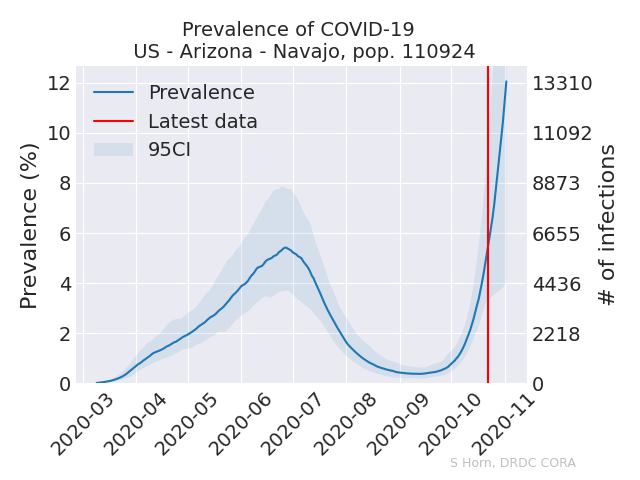 Prevalence of COVID-19
US - Arizona - Navajo, pop. 110924
Prevalence
Latest data
95CI
Prevalence (%)
12
10
8
6
4
2
0
13310
11092
8873
6655
4436
2218
0
# of infections
2020-03
2020-04
2020-05
2020-06
2020-07
2020-08
2020-09
2020-10
2020-11
S Horn, DRDC CORA